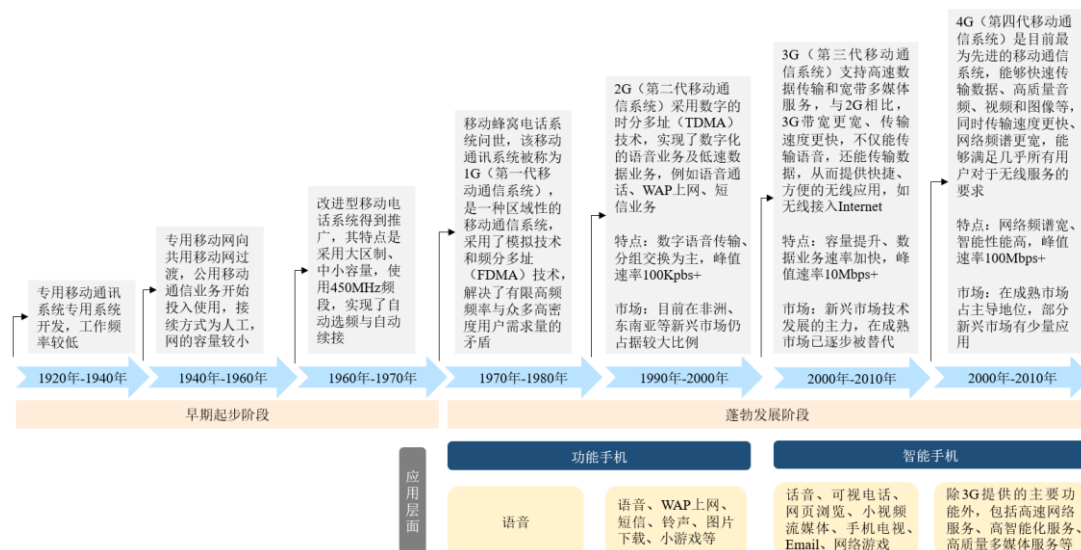 专用移动通讯
系统专用系统
开发，工作频
率较低
专用移动网向
共用移动网过
渡，公用移动
通信业务开始
投入使用，接
续方式为人工，
网的容量较小
改进型移动电
话系统得到推
广，其特点是
采用大区制、
中小容量，使
用450MHz频
段，实现了自
动选频与自动
续接
移动蜂窝电话系
统问世，该移动
通讯系统被称为
1G（第一代移
动通信系统），
是一种区域性的
移动通信系统，
采用了模拟技术
和频分多址
（FDMA）技术，
解决了有限高频
频率与众多高密
度用户需求量的
矛盾
2G（第二代移动通
信系统）采用数字的
时分多址（TDMA）
技术，实现了数字化
的语音业务及低速数
据业务，例如语音通
话、WAP上网、短
信业务
特点：数字语音传输、
分组交换为主，峰值
速率100Kpbs+
市场：目前在非洲、
东南亚等新兴市场仍
占据较大比例
3G（第三代移动通
信系统）支持高速数
据传输和宽带多媒体
服务，与2G相比，
3G带宽更宽、传输
速度更快，不仅能传
输语音，还能传输数
据，从而提供快捷、
方便的无线应用，如
无线接入Internet
特点：容量提升、数
据业务速率加快，峰
值速率10Mbps+
市场：新兴市场技术
发展的主力，在成熟
市场已逐步被替代
4G（第四代移动通
信系统）是目前最
为先进的移动通信
系统，能够快速传
输数据、高质量音
频、视频和图像等，
同时传输速度更快、
网络频谱更宽，能
够满足几乎所有用
户对于无线服务的
要求
特点：网络频谱宽、
智能性能高，峰值
速率100Mbps+
市场：在成熟市场
占主导地位，部分
新兴市场有少量应
用
1920年-1940年
1940年-1960年
1960年-1970年
1970年-1980年
1990年-2000年
2000年-2010年
2000年-2010年
早期起步阶段
蓬勃发展阶段
应用层面
功能手机
智能手机
语音
语音、WAP上网、
短信、铃声、图片
下载、小游戏等
话音、可视电话、
网页浏览、小视频
流媒体、手机电视、
Email、网络游戏
除3G提供的主要功
能外，包括高速网络
服务、高智能化服务、
高质量多媒体服务等